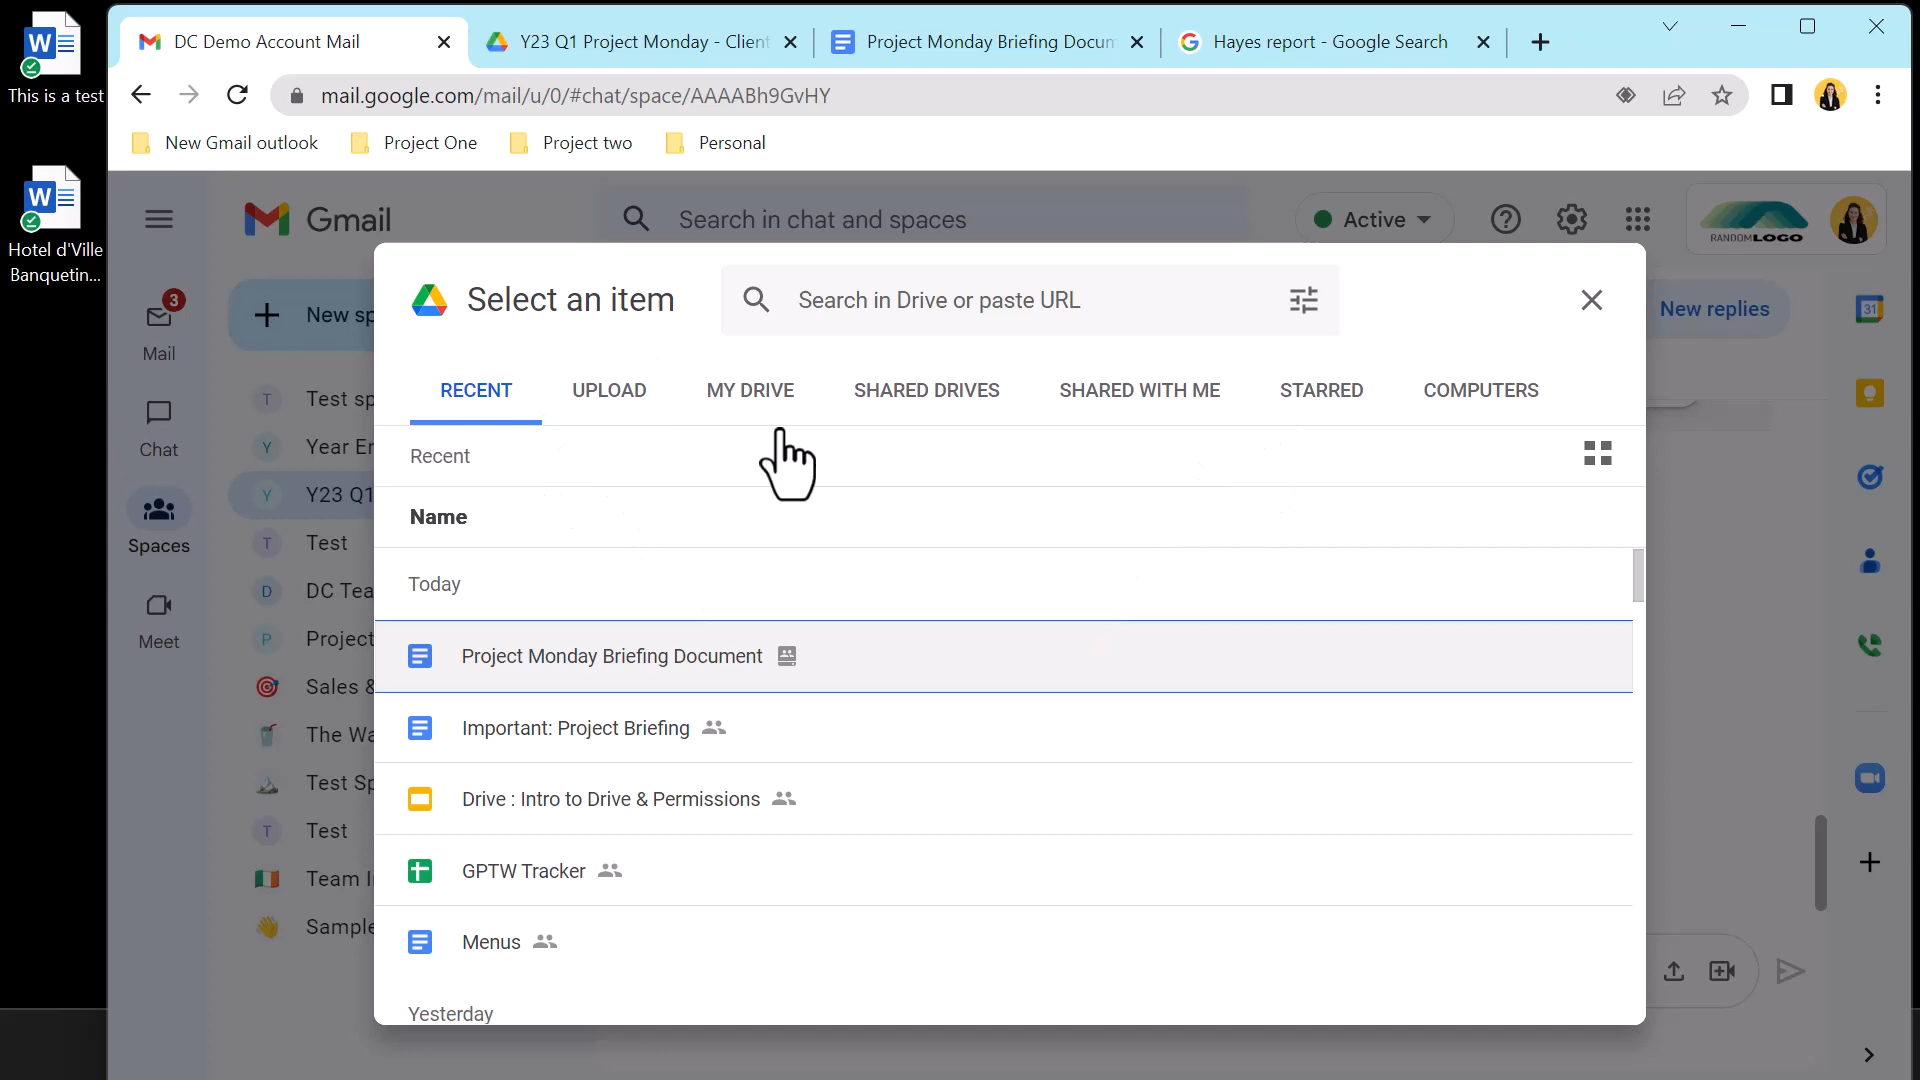 This is a test
Hotel d'Ville
Banquetin...
DC Demo Account Mail
Y23 Q1 Project Monday - Client
Project Monday Briefing Docum
Hayes report - Google Search
mail.google.com/mail/u/0/#chat/space/AAAABh9GvHY
New Gmail outlook
Project One
Project two
Personal
Gmail
Search in chat and spaces
Active
RANDOMLOGO
3
Mail
Chat
Spaces
Meet
New sp
T Test sp
Y Year Er
Y Y23 Q1
T Test
D DC Tea
P Project
Sales &
The Wa
Test Sp
T Test
Team I
Sample
New replies
31
Select an item
Search in Drive or paste URL
RECENT
UPLOAD
MY DRIVE
SHARED DRIVES
SHARED WITH ME
STARRED
COMPUTERS
Recent
Name
Today
Project Monday Briefing Document
Important: Project Briefing
Drive : Intro to Drive & Permissions
GPTW Tracker
Menus
Yesterday